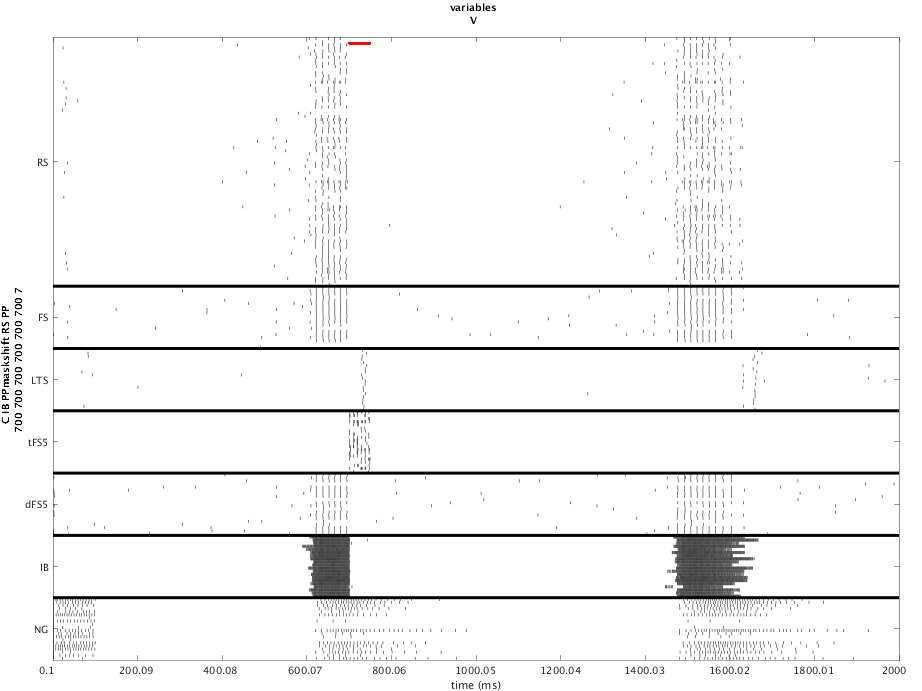 variables
V
C IB PPmaskshift RS PP
700 700 700 700 700 700 7
RS
FS
LTS
tFS5
dFS5
IB
NG
0.1 200.09 400.08 600.07 800.06 1000.05 1200.04 1400.03 1600.02 1800.01 2000
time (ms)